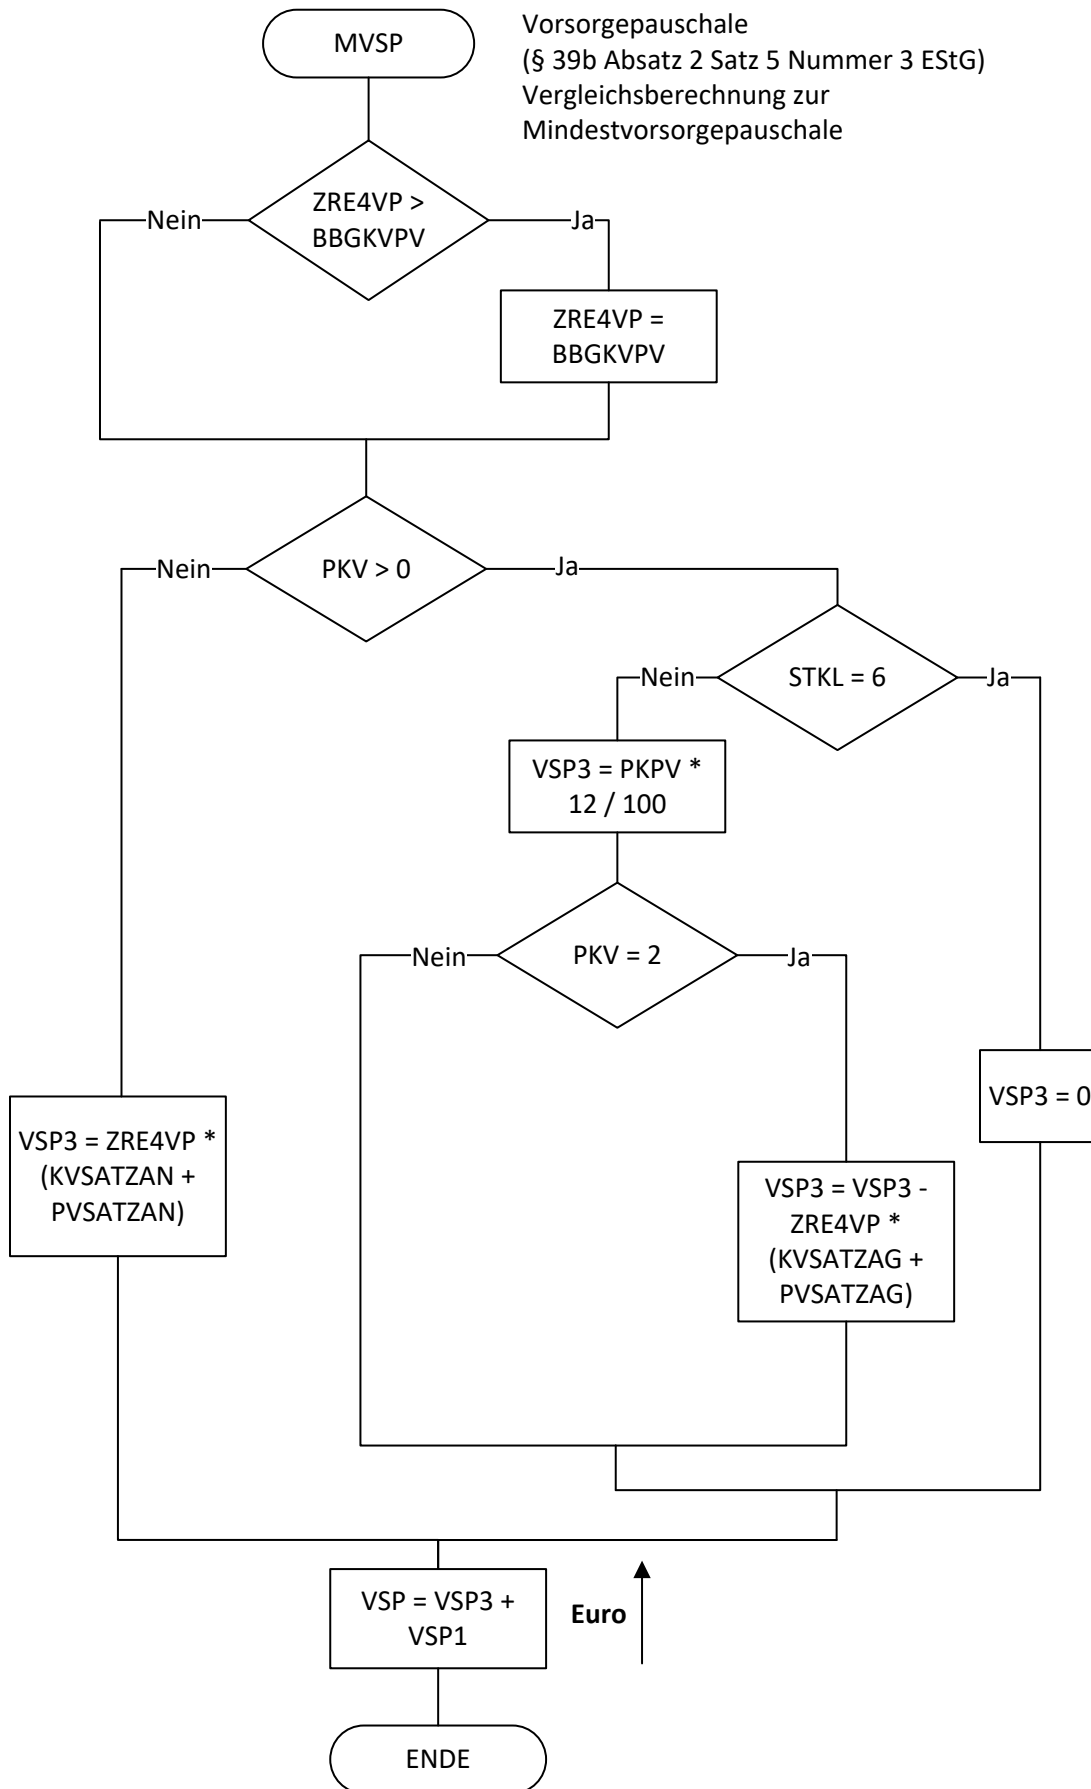 MVSP
Vorsorgepauschale
(§ 39b Absatz 2 Satz 5 Nummer 3 EStG)
Vergleichsberechnung zur
Mindestvorsorgepauschale
ZRE4VP >
BBGKVPV
Nein
Ja
ZRE4VP =
BBGKVPV
PKV > 0
Nein
Ja
STKL = 6
Nein
Ja
VSP3 = PKPV *
12 / 100
PKV = 2
Nein
Ja
VSP3 = 0
VSP3 = ZRE4VP *
(KVSATZAN +
PVSATZAN)
VSP3 = VSP3 -
ZRE4VP *
(KVSATZAG +
PVSATZAG)
VSP = VSP3 +
VSP1
Euro
ENDE